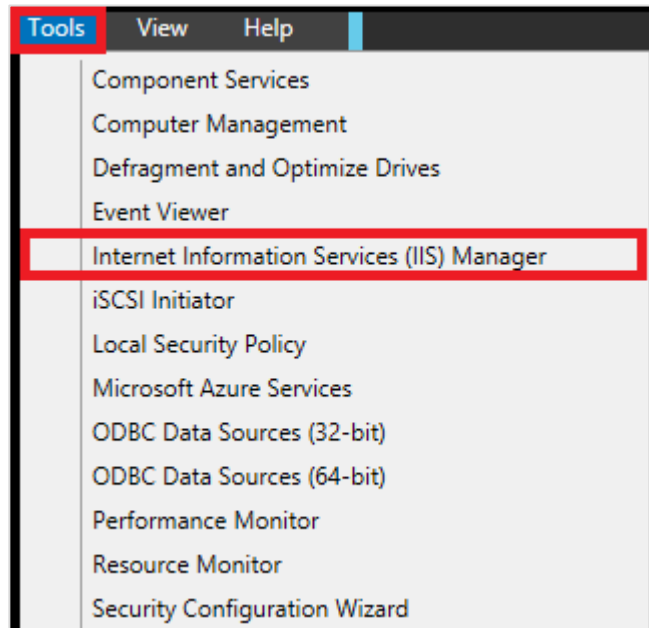 Tools View Help
Component Services
Computer Management
Defragment and Optimize Drives
Event Viewer
Internet Information Services (IIS) Manager
iSCSI Initiator
Local Security Policy
Microsoft Azure Services
ODBC Data Sources (32-bit)
ODBC Data Sources (64-bit)
Performance Monitor
Resource Monitor
Security Configuration Wizard